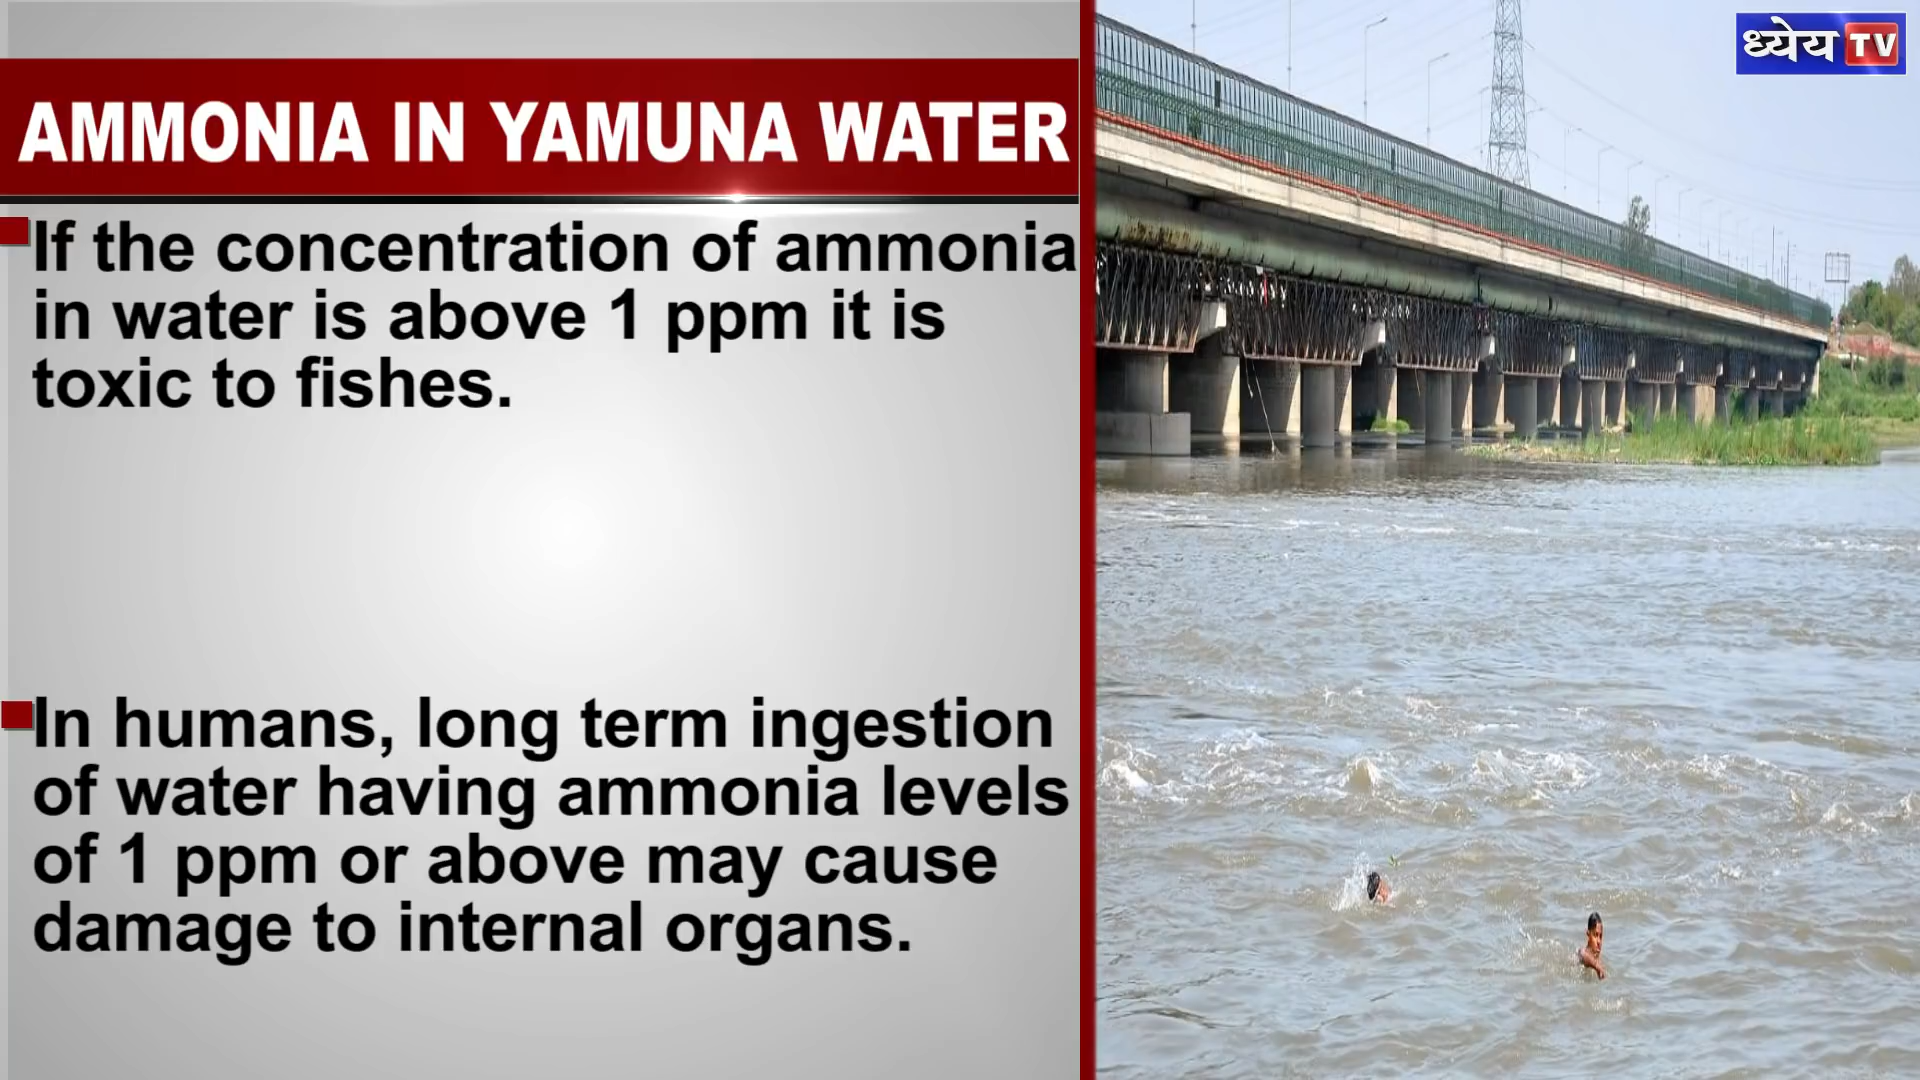 AMMONIA IN YAMUNA WATER
If the concentration of ammonia
in water is above 1 ppm it is
toxic to fishes.
In humans, long term ingestion
of water having ammonia levels
of 1 ppm or above may cause
damage to internal organs.
ध्येय TV